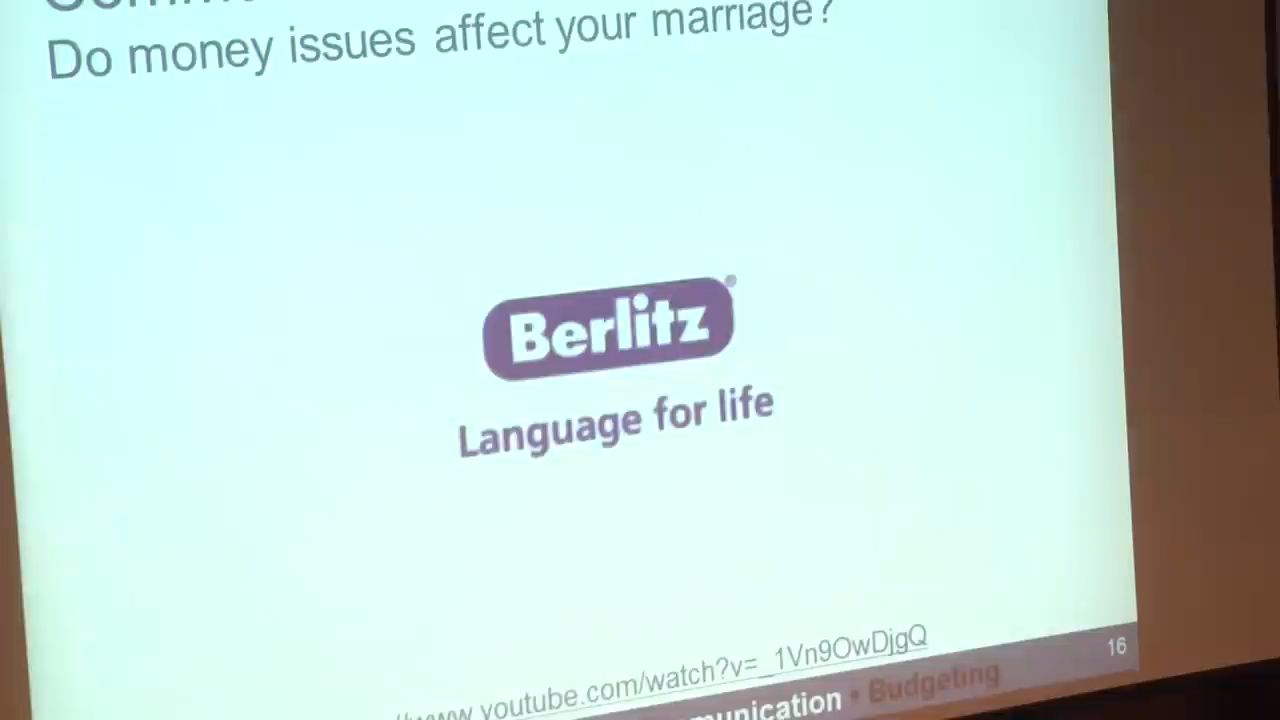 Do money issues affect your marriage?
Berlitz®
Language for life
//www.youtube.com/watch?v=_1Vn9OwDjgQ
16
munication • Budgeting